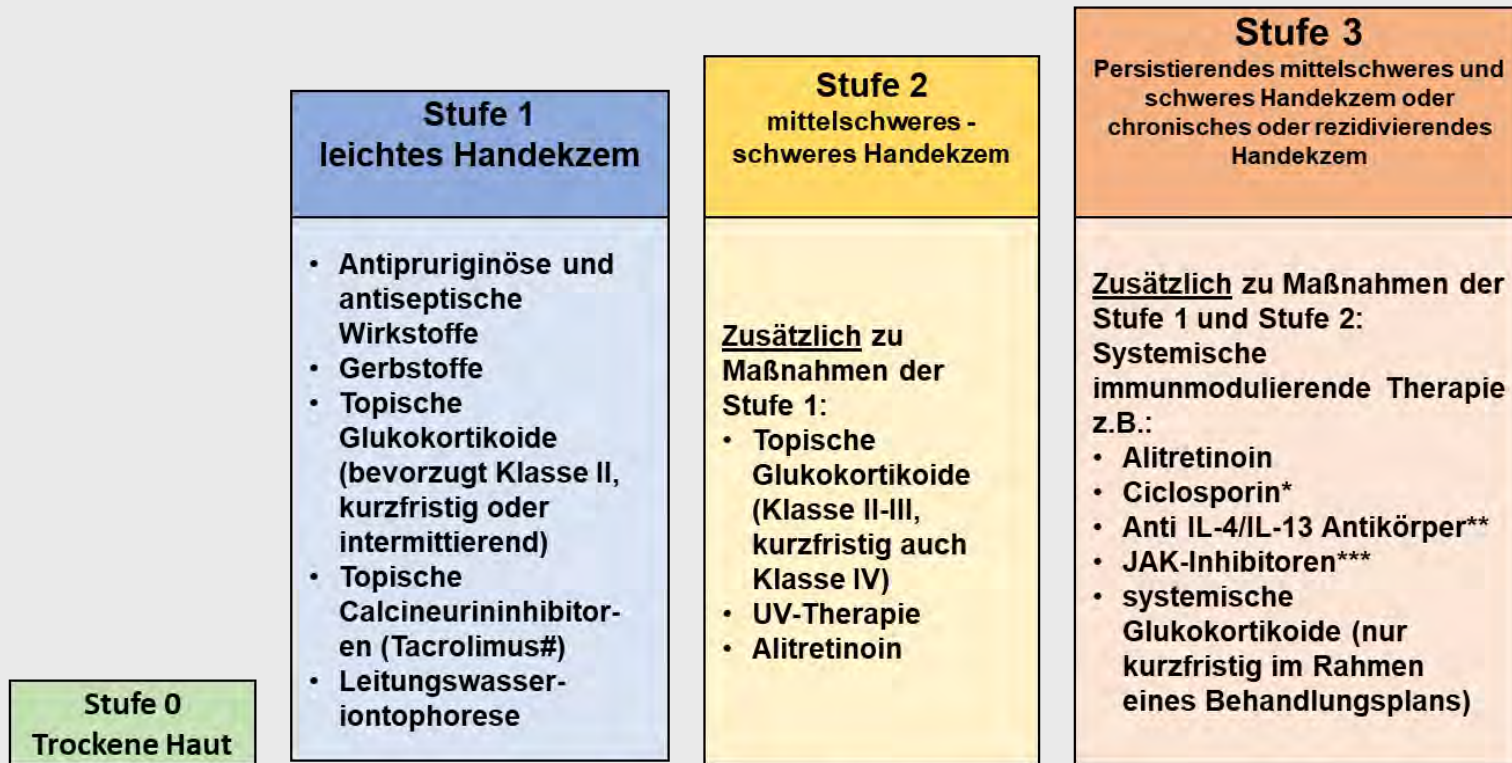 Stufe 0
Trockene Haut
Stufe 1
leichtes Handekzem
• Antipruriginöse und
antiseptische
Wirkstoffe
• Gerbstoffe
• Topische
Glukokortikoide
(bevorzugt Klasse II,
kurzfristig oder
intermittierend)
• Topische
Calcineurininhibitor-
en (Tacrolimus#)
• Leitungswasser-
iontophorese
Stufe 2
mittelschweres -
schweres Handekzem
Zusätzlich zu
Maßnahmen der
Stufe 1:
• Topische
Glukokortikoide
(Klasse II-III,
kurzfristig auch
Klasse IV)
• UV-Therapie
• Alitretinoin
Stufe 3
Persistierendes mittelschweres und
schweres Handekzem oder
chronisches oder rezidivierendes
Handekzem
Zusätzlich zu Maßnahmen der
Stufe 1 und Stufe 2:
Systemische
immunmodulierende Therapie
z.B.:
• Alitretinoin
• Ciclosporin*
• Anti IL-4/IL-13 Antikörper**
• JAK-Inhibitoren***
• systemische
Glukokortikoide (nur
kurzfristig im Rahmen
eines Behandlungsplans)